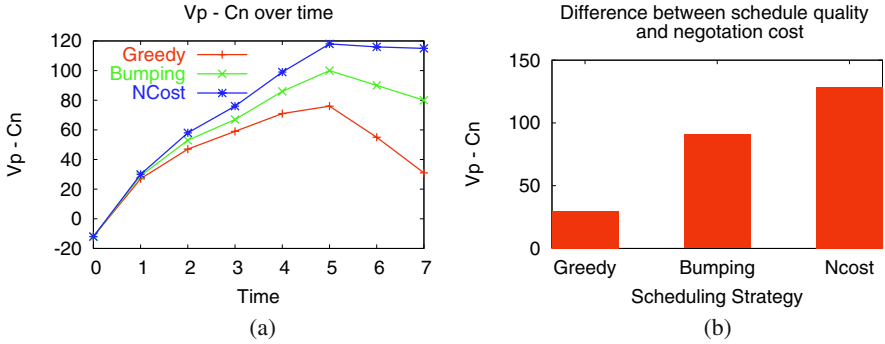 Vp - Cn over time
120
100
80
60
40
20
0
-20
Vp - Cn
Greedy
Bumping
NCost
0 1 2 3 4 5 6 7
Time
(a)
Difference between schedule quality
and negotation cost
150
100
50
0
Vp - Cn
Greedy Bumping Ncost
Scheduling Strategy
(b)